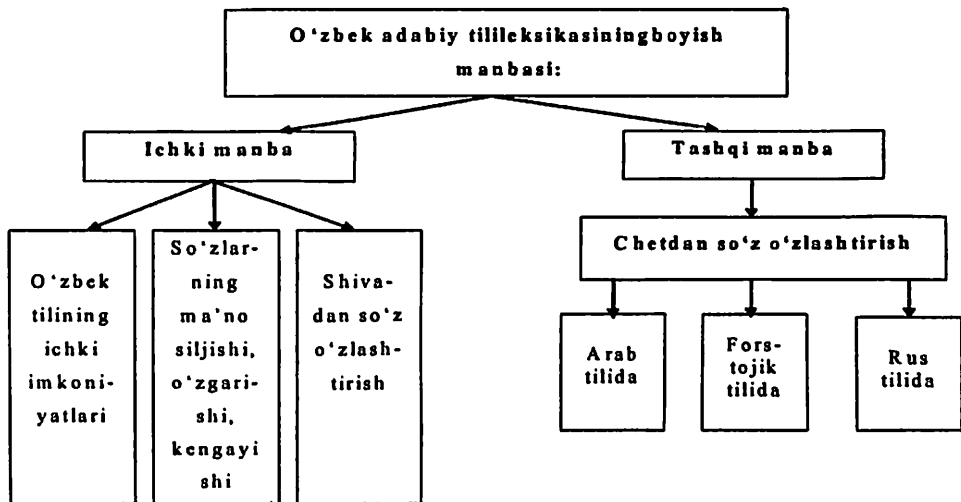 O‘zbek adabiy tilileksikasiningboyish
manbasi:
Ichki manba
Tashqi manba
O‘zbek
tilining
ichki
imkoni-
yatlari
So‘zlar-
ning
ma’no
siljishi,
o‘zgari-
shi,
kengayi
shi
Shiva-
dan so‘z
o‘zlash-
tirish
Chetdan so‘z o‘zlashtirish
Arab
tilida
Fors-
tojik
tilida
Rus
tilida